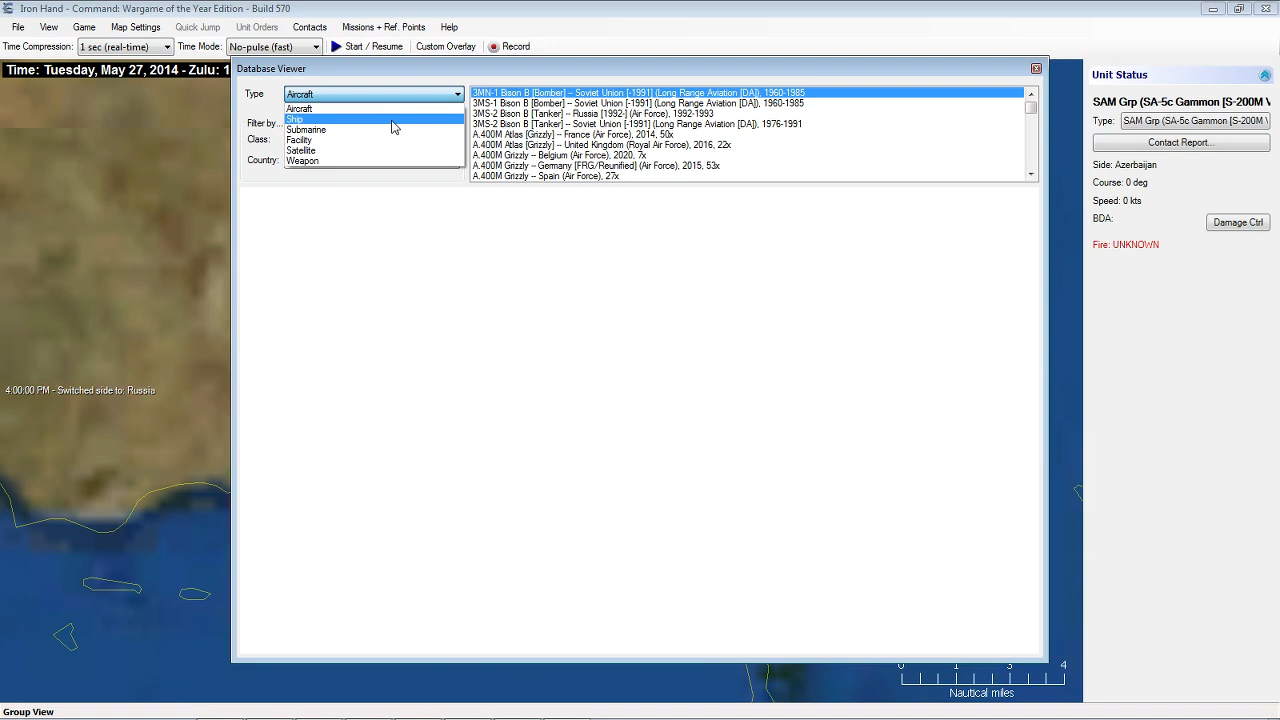 Iron Hand - Command: Wargame of the Year Edition - Build 570
File View Game Map Settings Quick Jump Unit Orders Contacts Missions + Ref. Points Help
Time Compression: 1 sec (real-time) Time Mode: No-pulse (fast) Start / Resume Custom Overlay Record
Time: Tuesday, May 27, 2014 - Zulu: 1
Database Viewer
Type Aircraft
Aircraft
Ship
Submarine
Facility
Satellite
Weapon
Filter by...
Class:
Country:
3MN-1 Bison B [Bomber] -- Soviet Union [-1991] (Long Range Aviation [DA]), 1960-1985
3MS-1 Bison B [Bomber] -- Soviet Union [-1991] (Long Range Aviation [DA]), 1960-1985
3MS-2 Bison B [Tanker] -- Russia [1992-] (Air Force), 1992-1993
3MS-2 Bison B [Tanker] -- Soviet Union [-1991] (Long Range Aviation [DA]), 1976-1991
A.400M Atlas [Grizzly] -- France (Air Force), 2014, 50x
A.400M Atlas [Grizzly] -- United Kingdom (Royal Air Force), 2016, 22x
A.400M Grizzly -- Belgium (Air Force), 2020, 7x
A.400M Grizzly -- Germany [FRG/Reunified] (Air Force), 2015, 53x
A.400M Grizzly -- Spain (Air Force), 27x
Unit Status
SAM Grp (SA-5c Gammon [S-200M V
Type: SAM Grp (SA-5c Gammon [S-200M V
Contact Report...
Side: Azerbaijan
Course: 0 deg
Speed: 0 kts
BDA:
Damage Ctrl
Fire: UNKNOWN
4:00:00 PM - Switched side to: Russia
0 1 3 4
Nautical miles
Group View